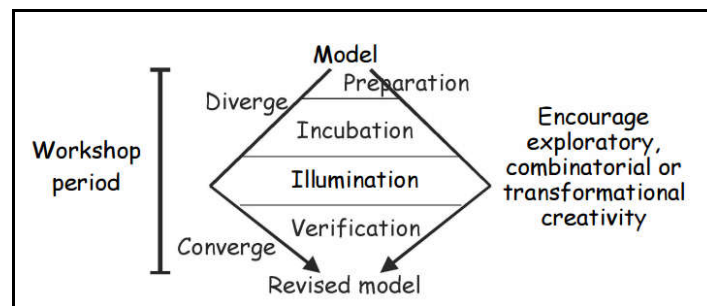 Model
Preparation
Diverge
Incubation
Workshop
period
Illumination
Encourage
exploratory,
combinatorial or
transformational
creativity
Verification
Converge
Revised model